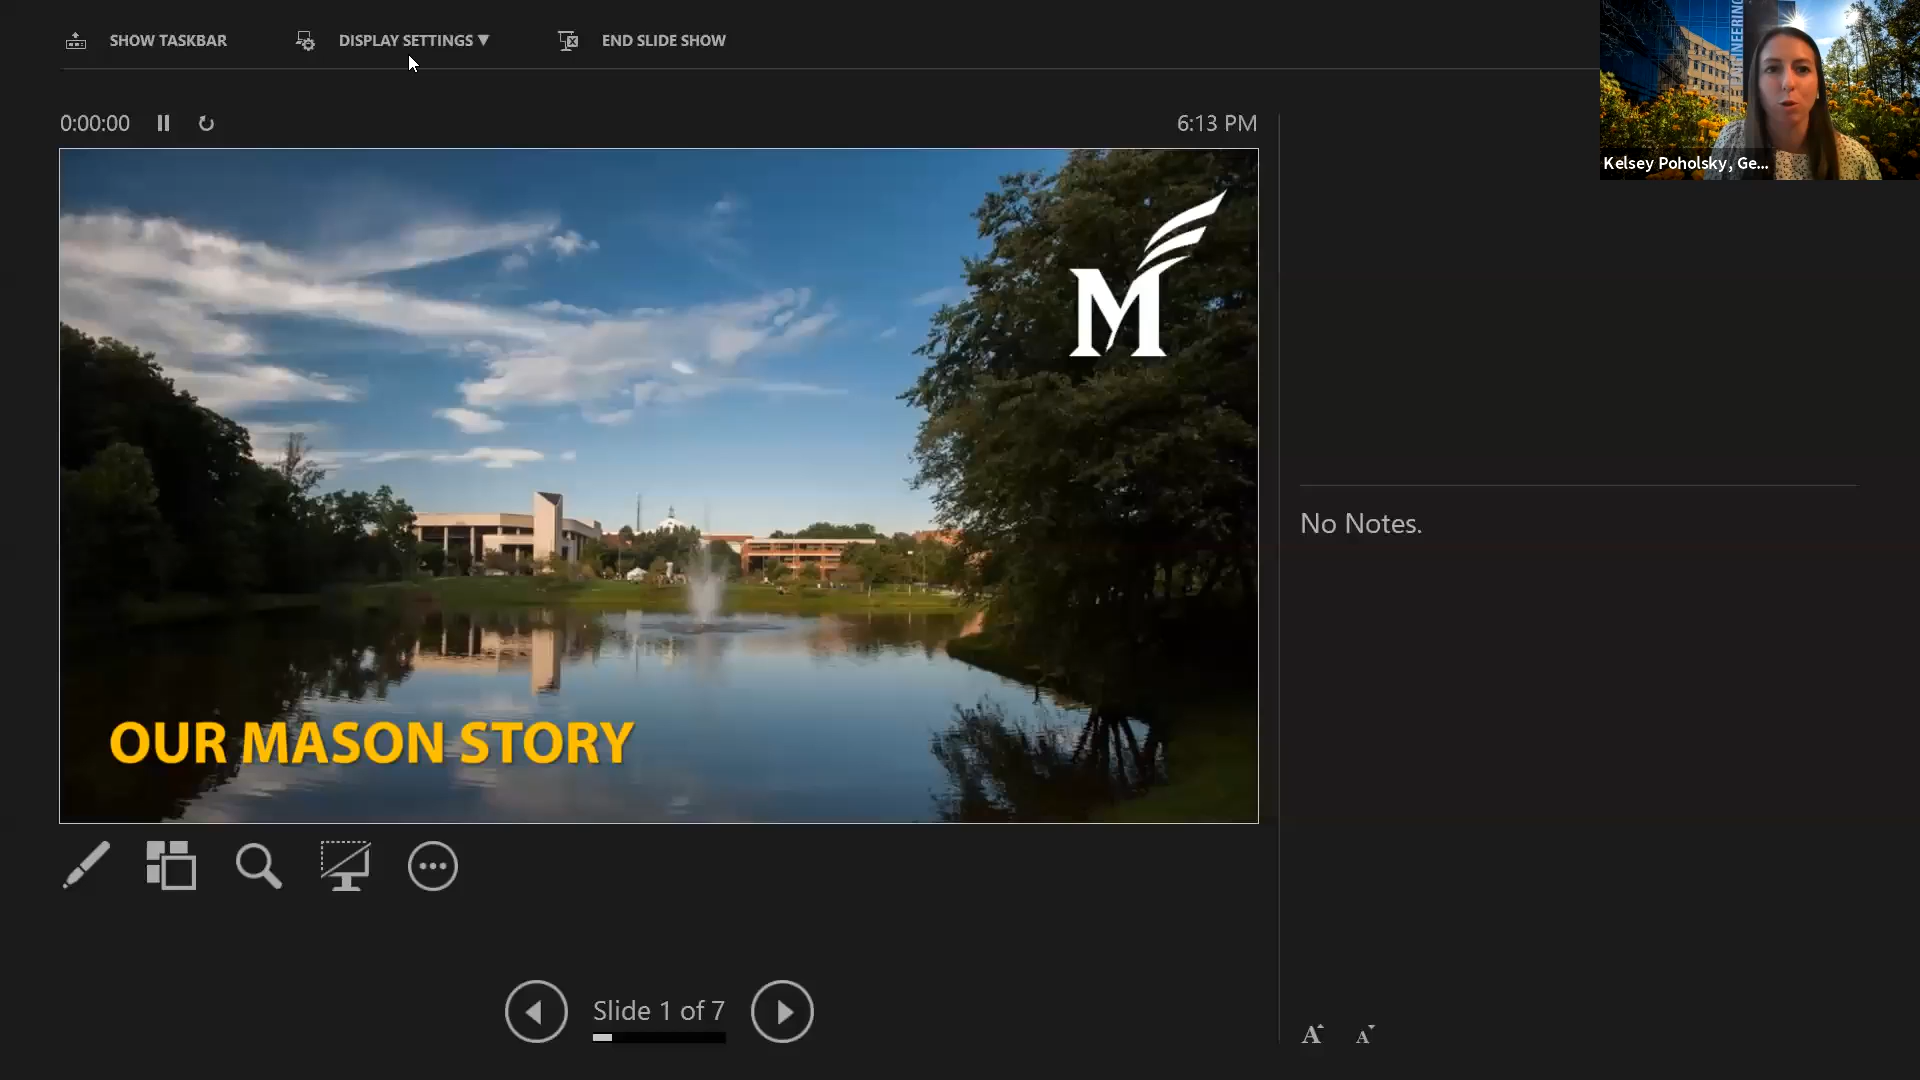 SHOW TASKBAR
DISPLAY SETTINGS ▼
END SLIDE SHOW
0:00:00
6:13 PM
M
OUR MASON STORY
No Notes.
Slide 1 of 7
A A
Kelsey Poholsky, Ge...